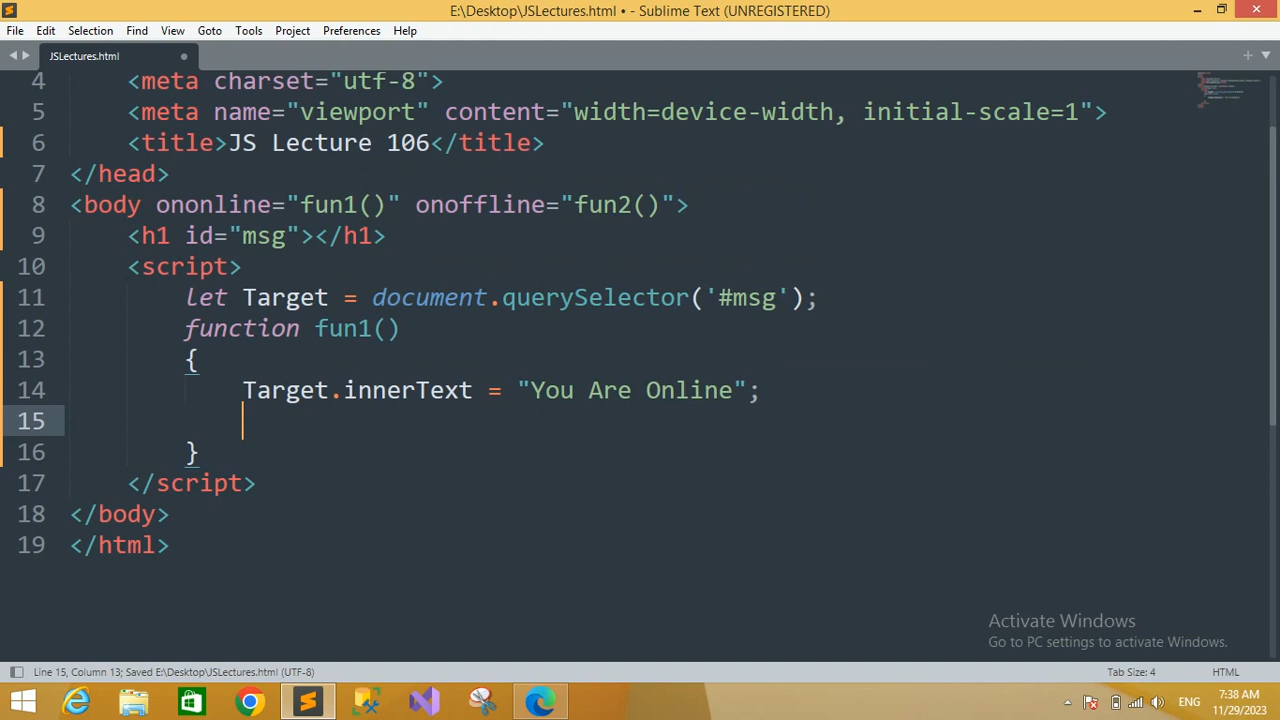 E:\Desktop\JSLectures.html • - Sublime Text (UNREGISTERED)
File Edit Selection Find View Goto Tools Project Preferences Help
JSLectures.html
4 <meta charset="utf-8">
5 <meta name="viewport" content="width=device-width, initial-scale=1">
6 <title>JS Lecture 106</title>
7 </head>
8 <body ononline="fun1()" onoffline="fun2()">
9 <h1 id="msg"></h1>
10 <script>
11 let Target = document.querySelector('#msg');
12 function fun1()
13 {
14 Target.innerText = "You Are Online";
15
16 }
17 </script>
18 </body>
19 </html>
Activate Windows
Go to PC settings to activate Windows.
Line 15, Column 13; Saved E:\Desktop\JSLectures.html (UTF-8) Tab Size: 4 HTML
ENG 7:38 AM
11/29/2023